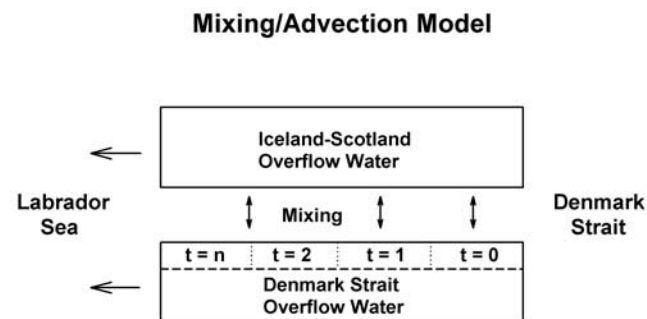 Mixing/Advection Model
Iceland-Scotland
Overflow Water
Labrador
Sea
Mixing
Denmark
Strait
t = n
t = 2
t = 1
t = 0
Denmark Strait
Overflow Water